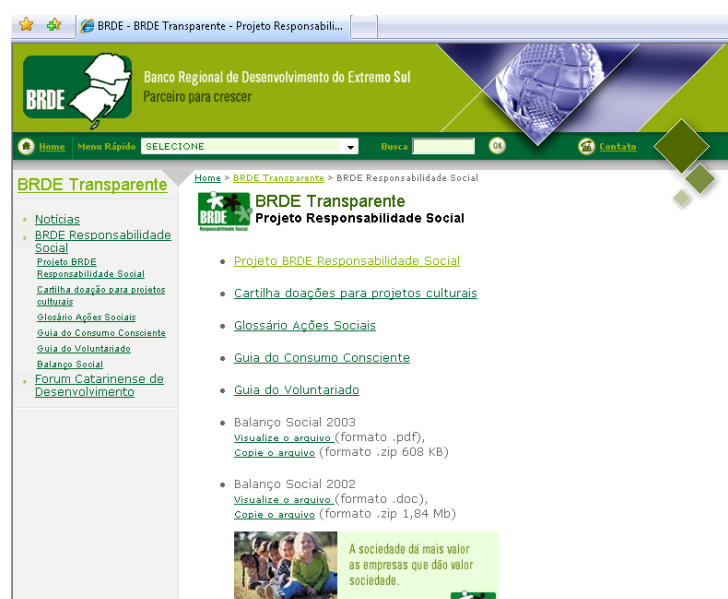 BRDE - BRDE Transparente - Projeto Responsabili...
BRDE
Banco Regional de Desenvolvimento do Extremo Sul
Parceiro para crescer
Home Menu Rápido SELECIONE Busca OK Contato
BRDE Transparente
Notícias
BRDE Responsabilidade
Social
Projeto BRDE
Responsabilidade Social
Cartilha doação para projetos
culturais
Glosário Ações Sociais
Guia do Consumo Consciente
Guia do Voluntariado
Balanço Social
Forum Catarinense de
Desenvolvimento
Home > BRDE Transparente > BRDE Responsabilidade Social
BRDE
Responsabilidade Social
BRDE Transparente
Projeto Responsabilidade Social
Projeto BRDE Responsabilidade Social
Cartilha doações para projetos culturais
Glossário Ações Sociais
Guia do Consumo Consciente
Guia do Voluntariado
Balanço Social 2003
Visualize o arquivo (formato .pdf),
Copie o arquivo (formato .zip 608 KB)
Balanço Social 2002
Visualize o arquivo (formato .doc),
Copie o arquivo (formato .zip 1,84 Mb)
A sociedade dá mais valor
as empresas que dão valor
sociedade.